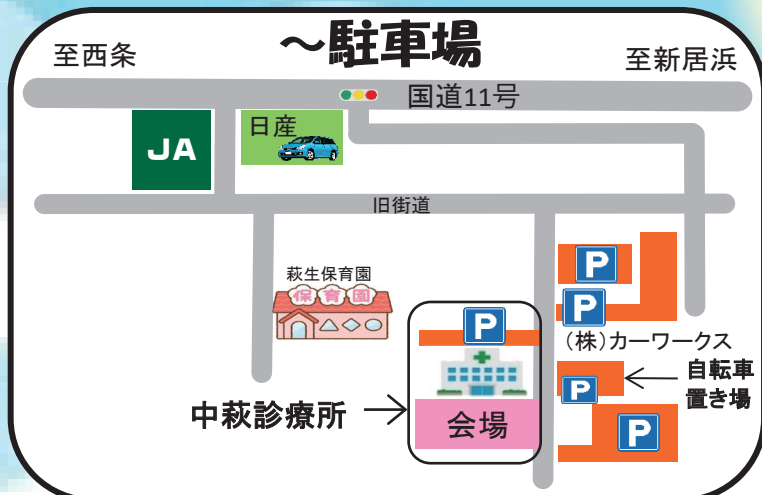 ～駐車場
至西条
至新居浜
国道11号
日産
JA
旧街道
萩生保育園
保育園
P
P
P
（株）カーワークス
自転車
置き場
P
中萩診療所
会場
P